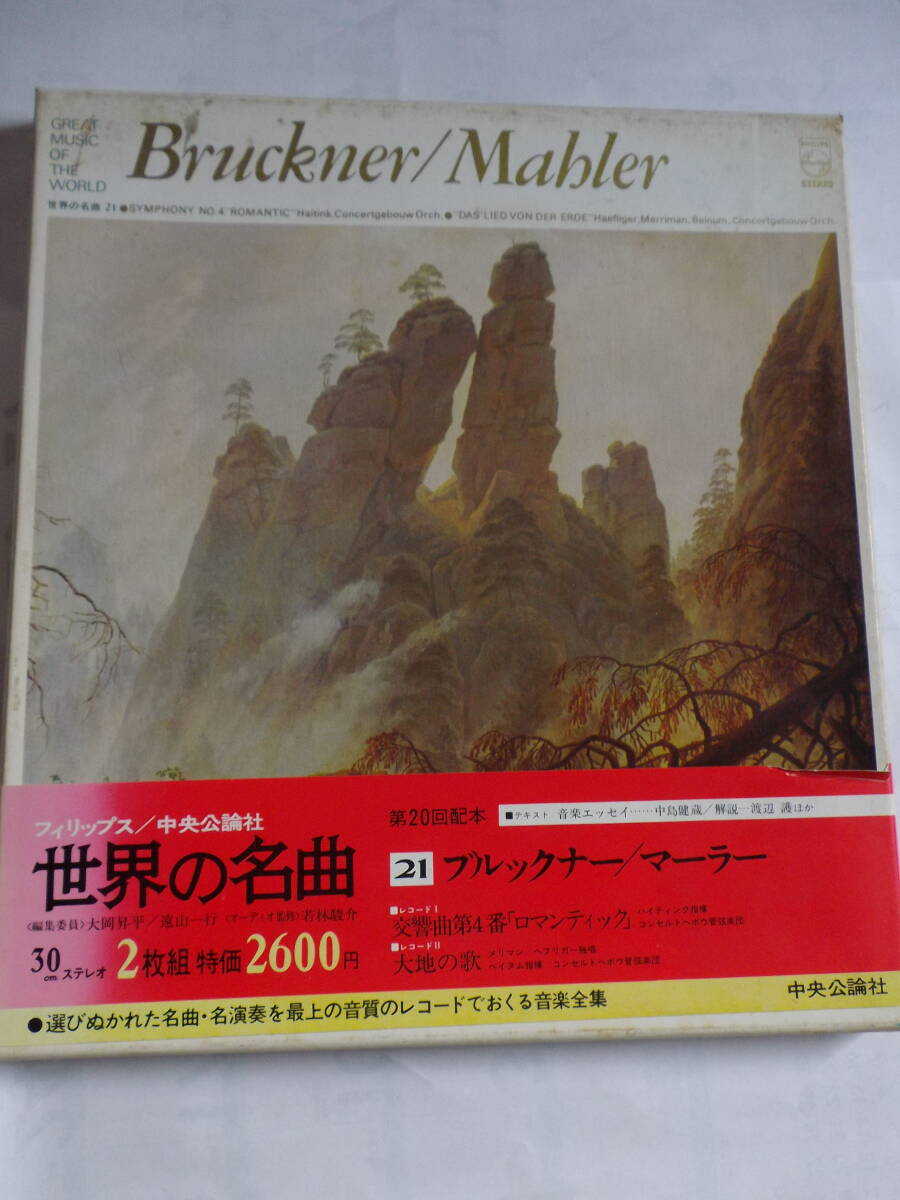 GREAT
MUSIC
OF
THE
WORLD
Bruckner/Mahler
PHILIPS
STEREO
世界の名曲 21 ●SYMPHONY NO.4 "ROMANTIC" Haitink, Concertgebouw Orch. ● "DAS LIED VON DER ERDE" Haefliger, Merriman, Beinum, Concertgebouw Orch.
フィリップス/中央公論社
世界の名曲
〈編集委員〉大岡昇平/遠山一行 〈オーディオ監修〉若林駿介
30cmステレオ 2枚組 特価2600円
第20回配本
■テキスト 音楽エッセイ……中島健蔵/解説…渡辺 護ほか
21 ブルックナー/マーラー
■レコードI
交響曲第4番「ロマンティック」 ハイティンク指揮
コンセルトヘボウ管弦楽団
■レコードII
大地の歌 メリマン/ヘフリガー独唱
ベイヌム指揮 コンセルトヘボウ管弦楽団
●選びぬかれた名曲・名演奏を最上の音質のレコードでおくる音楽全集
中央公論社